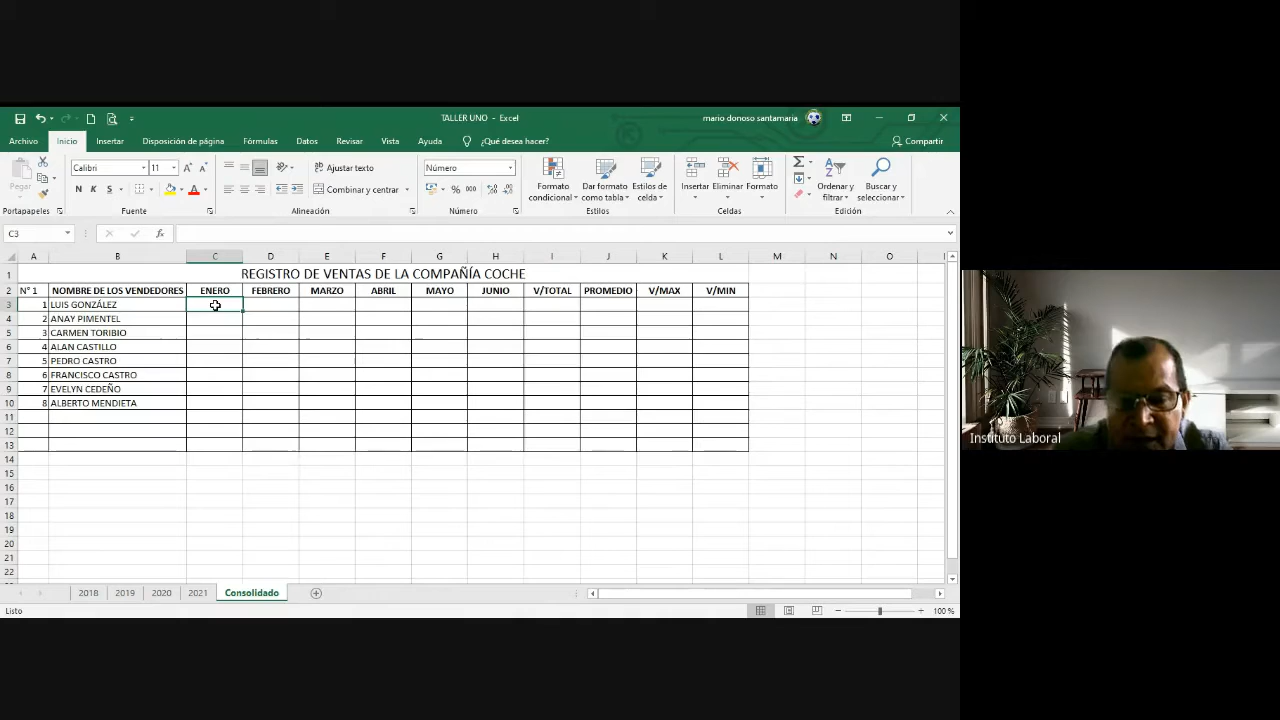 TALLER UNO - Excel
mario donoso santamaria
Archivo Inicio Insertar Disposición de página Fórmulas Datos Revisar Vista Ayuda ¿Qué desea hacer? Compartir
Pegar
Calibri 11
N K S
Ajustar texto
Combinar y centrar
Número
% 000
Formato condicional
Dar formato como tabla
Estilos de celda
Insertar Eliminar Formato
Ordenar y filtrar
Buscar y seleccionar
Portapapeles Fuente Alineación Número Estilos Celdas Edición
C3 fx
A B C D E F G H I J K L M N O
1 REGISTRO DE VENTAS DE LA COMPAÑÍA COCHE
2 N° 1 NOMBRE DE LOS VENDEDORES ENERO FEBRERO MARZO ABRIL MAYO JUNIO V/TOTAL PROMEDIO V/MAX V/MIN
3 1 LUIS GONZÁLEZ
4 2 ANAY PIMENTEL
5 3 CARMEN TORIBIO
6 4 ALAN CASTILLO
7 5 PEDRO CASTRO
8 6 FRANCISCO CASTRO
9 7 EVELYN CEDEÑO
10 8 ALBERTO MENDIETA
11
12
13
14
15
16
17
18
19
20
21
22
2018 2019 2020 2021 Consolidado
Listo
100 %
Instituto Laboral